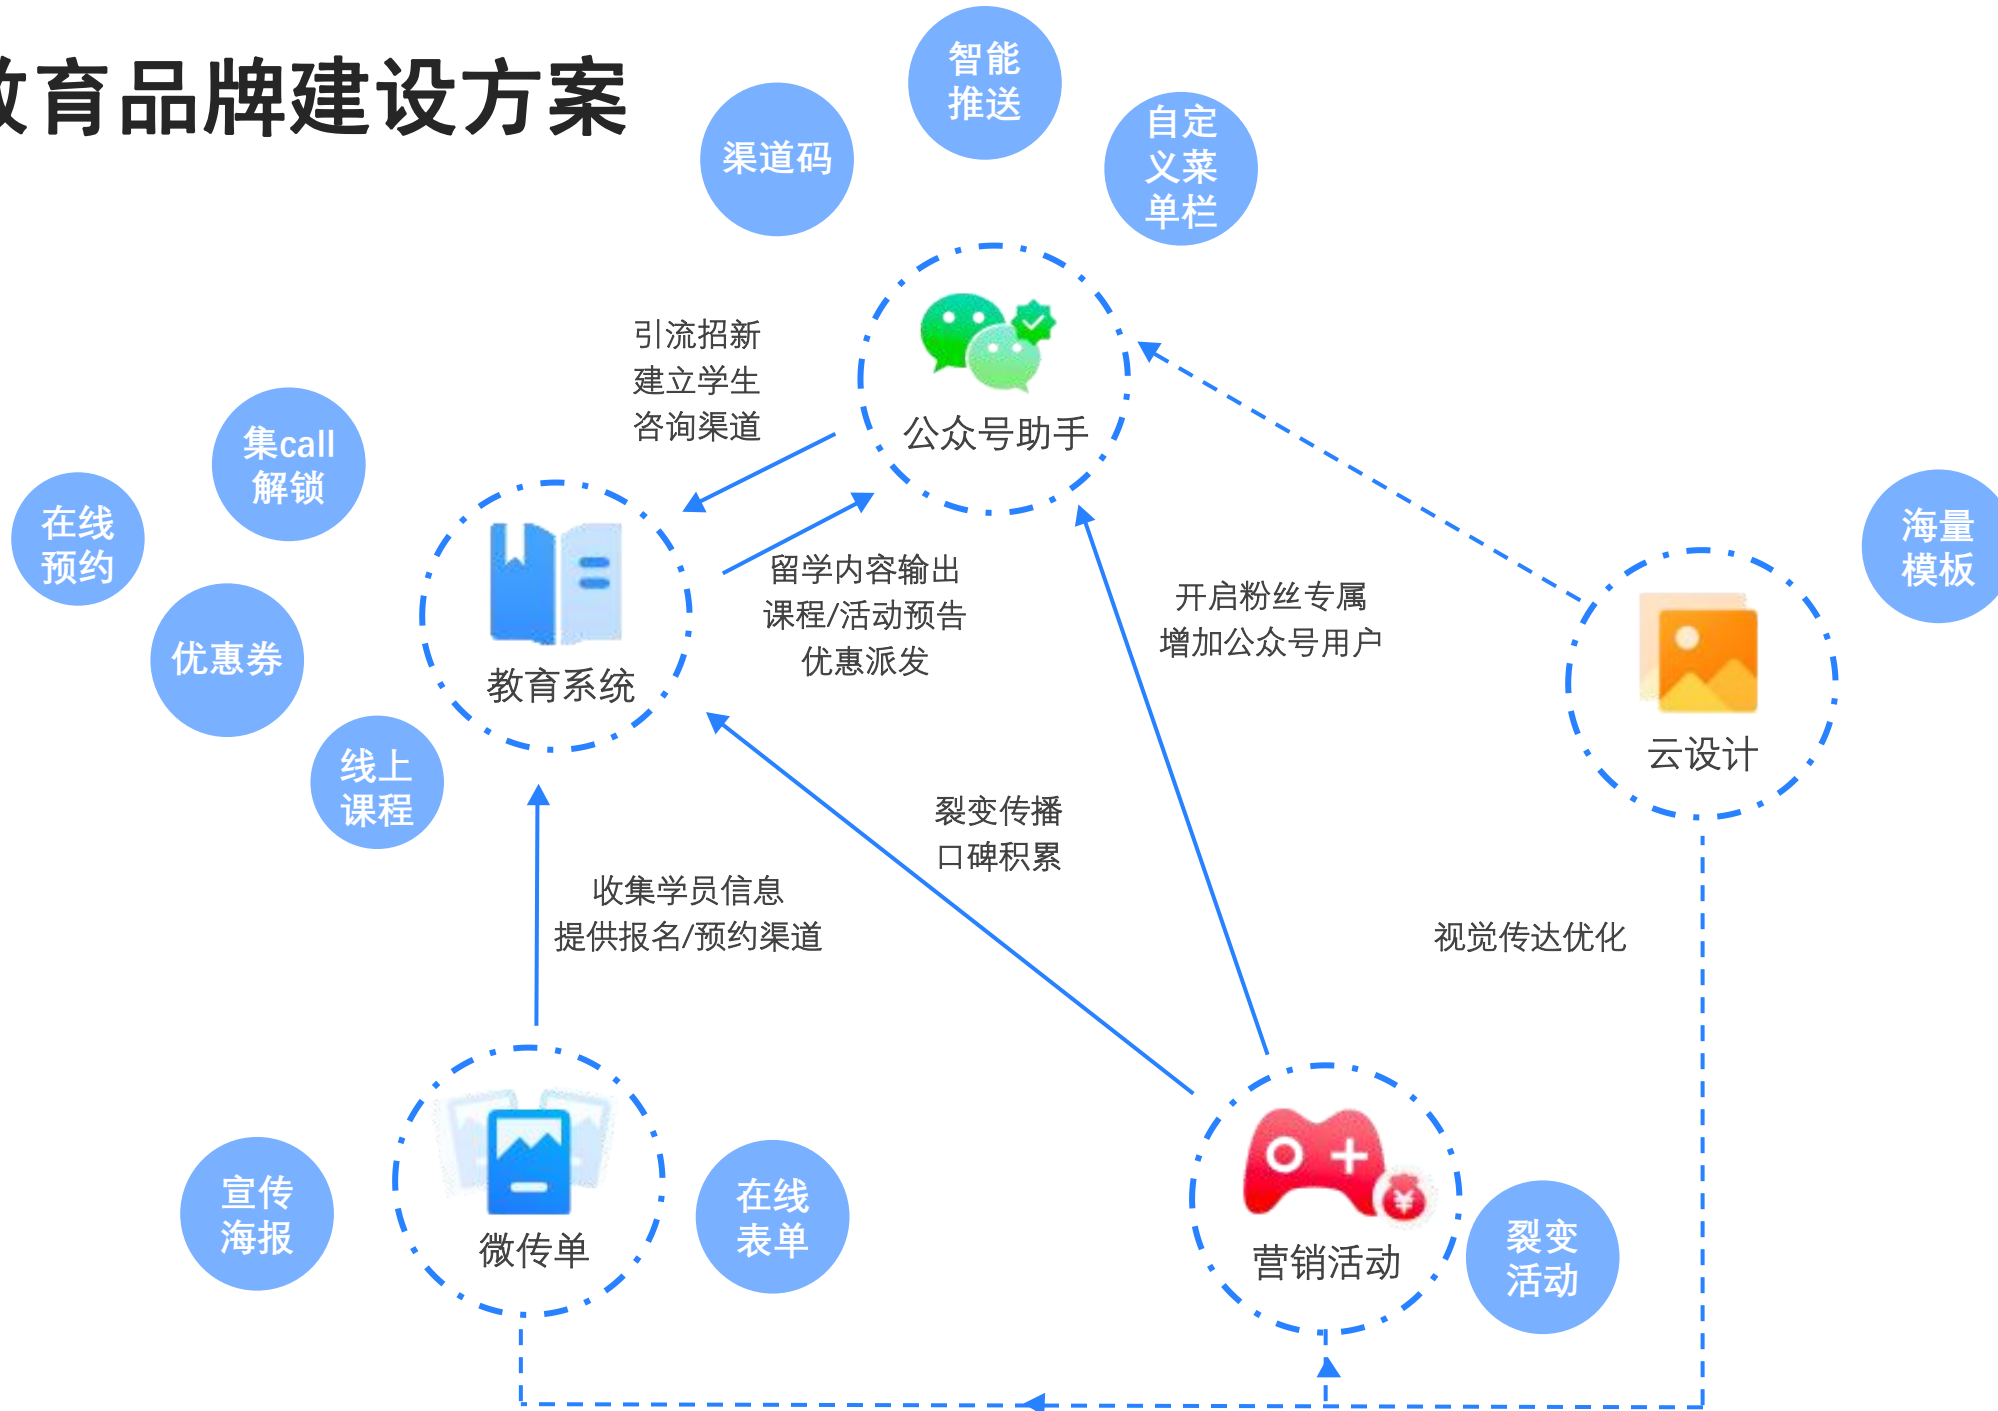 教育品牌建设方案
智能
推送
渠道码
自定
义菜
单栏
引流招新
建立学生
咨询渠道
公众号助手
集call
解锁
在线
预约
优惠券
线上
课程
教育系统
留学内容输出
课程/活动预告
优惠派发
开启粉丝专属
增加公众号用户
海量
模板
云设计
裂变传播
口碑积累
收集学员信息
提供报名/预约渠道
视觉传达优化
宣传
海报
微传单
在线
表单
营销活动
裂变
活动